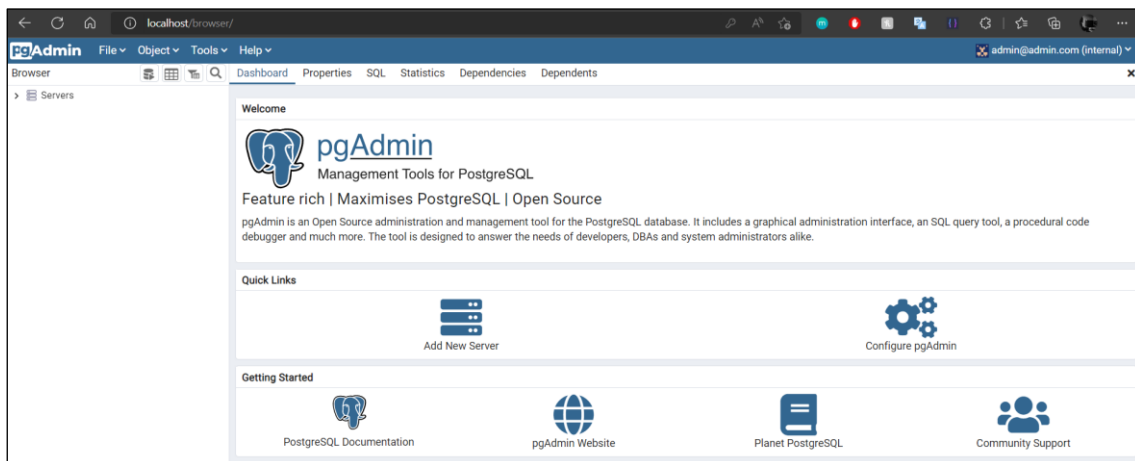 localhost/browser/
pgAdmin File Object Tools Help admin@admin.com (internal)
Browser Dashboard Properties SQL Statistics Dependencies Dependents
Servers
Welcome
pgAdmin
Management Tools for PostgreSQL
Feature rich | Maximises PostgreSQL | Open Source
pgAdmin is an Open Source administration and management tool for the PostgreSQL database. It includes a graphical administration interface, an SQL query tool, a procedural code
debugger and much more. The tool is designed to answer the needs of developers, DBAs and system administrators alike.
Quick Links
Add New Server Configure pgAdmin
Getting Started
PostgreSQL Documentation pgAdmin Website Planet PostgreSQL Community Support